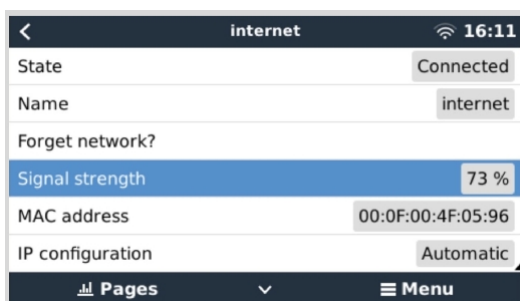 internet 16:11
State Connected
Name internet
Forget network?
Signal strength 73 %
MAC address 00:0F:00:4F:05:96
IP configuration Automatic
Pages Menu